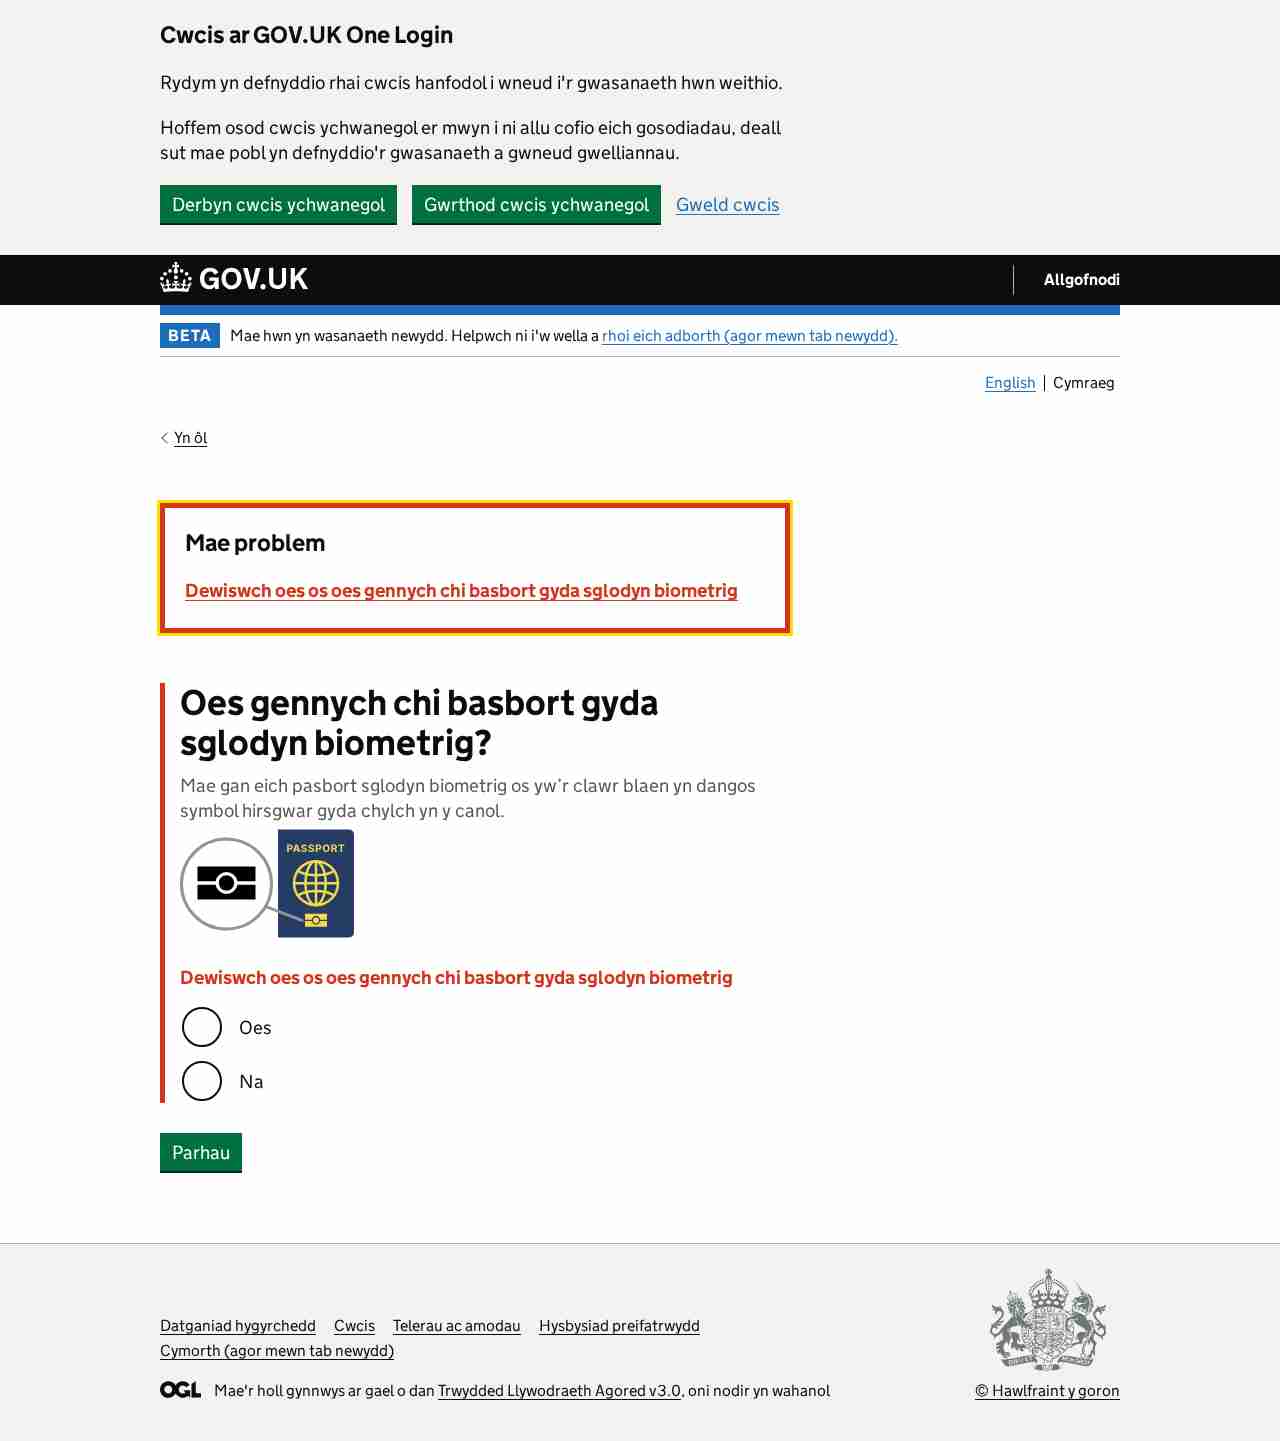 Cwcis ar GOV.UK One Login
Rydym yn defnyddio rhai cwcis hanfodol i wneud i'r gwasanaeth hwn weithio.
Hoffem osod cwcis ychwanegol er mwyn i ni allu cofio eich gosodiadau, deall
sut mae pobl yn defnyddio'r gwasanaeth a gwneud gwelliannau.
Derbyn cwcis ychwanegol Gwrthod cwcis ychwanegol Gweld cwcis
GOV.UK Allgofnodi
BETA Mae hwn yn wasanaeth newydd. Helpwch ni i'w wella a rhoi eich adborth (agor mewn tab newydd).
English Cymraeg
Yn ôl
Mae problem
Dewiswch oes os oes gennych chi basbort gyda sglodyn biometrig
Oes gennych chi basbort gyda
sglodyn biometrig?
Mae gan eich pasbort sglodyn biometrig os yw’r clawr blaen yn dangos
symbol hirsgwar gyda chylch yn y canol.
PASSPORT
Dewiswch oes os oes gennych chi basbort gyda sglodyn biometrig
Oes
Na
Parhau
Datganiad hygyrchedd Cwcis Telerau ac amodau Hysbysiad preifatrwydd
Cymorth (agor mewn tab newydd)
OGL Mae'r holl gynnwys ar gael o dan Trwydded Llywodraeth Agored v3.0, oni nodir yn wahanol
© Hawlfraint y goron